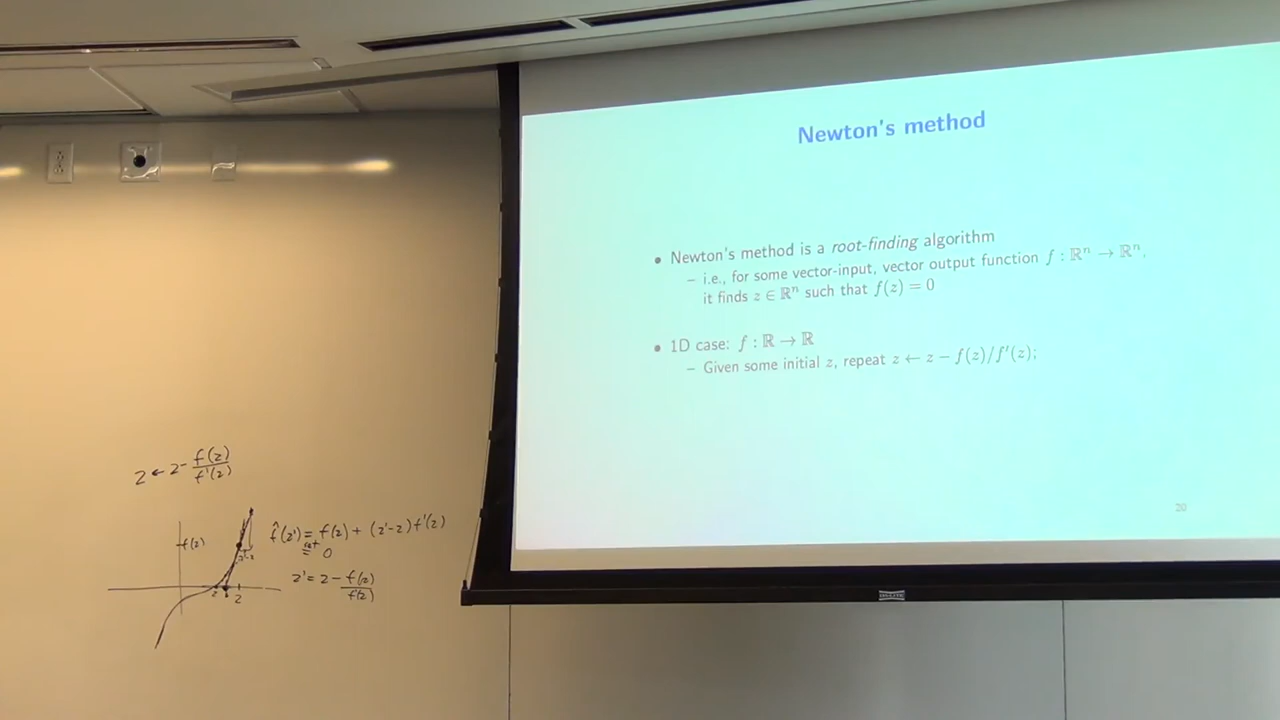 Newton's method
• Newton's method is a root-finding algorithm
– i.e., for some vector-input, vector output function f : ℝⁿ → ℝⁿ,
it finds z ∈ ℝⁿ such that f(z) = 0
• 1D case: f : ℝ → ℝ
– Given some initial z, repeat z ← z − f(z)/f′(z);
20
z ← z - f(z)/f'(z)
f(z)
f̂(z') = f(z) + (z'-z) f'(z)
set = 0
z' = z - f(z)/f'(z)
z'-z
z' z